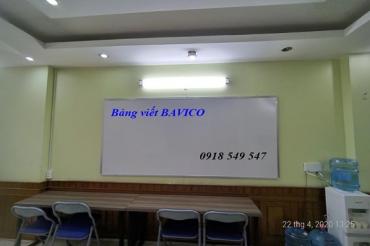 Bảng viết BAVICO
0918 549 547
22 thg 4, 2020 13:25